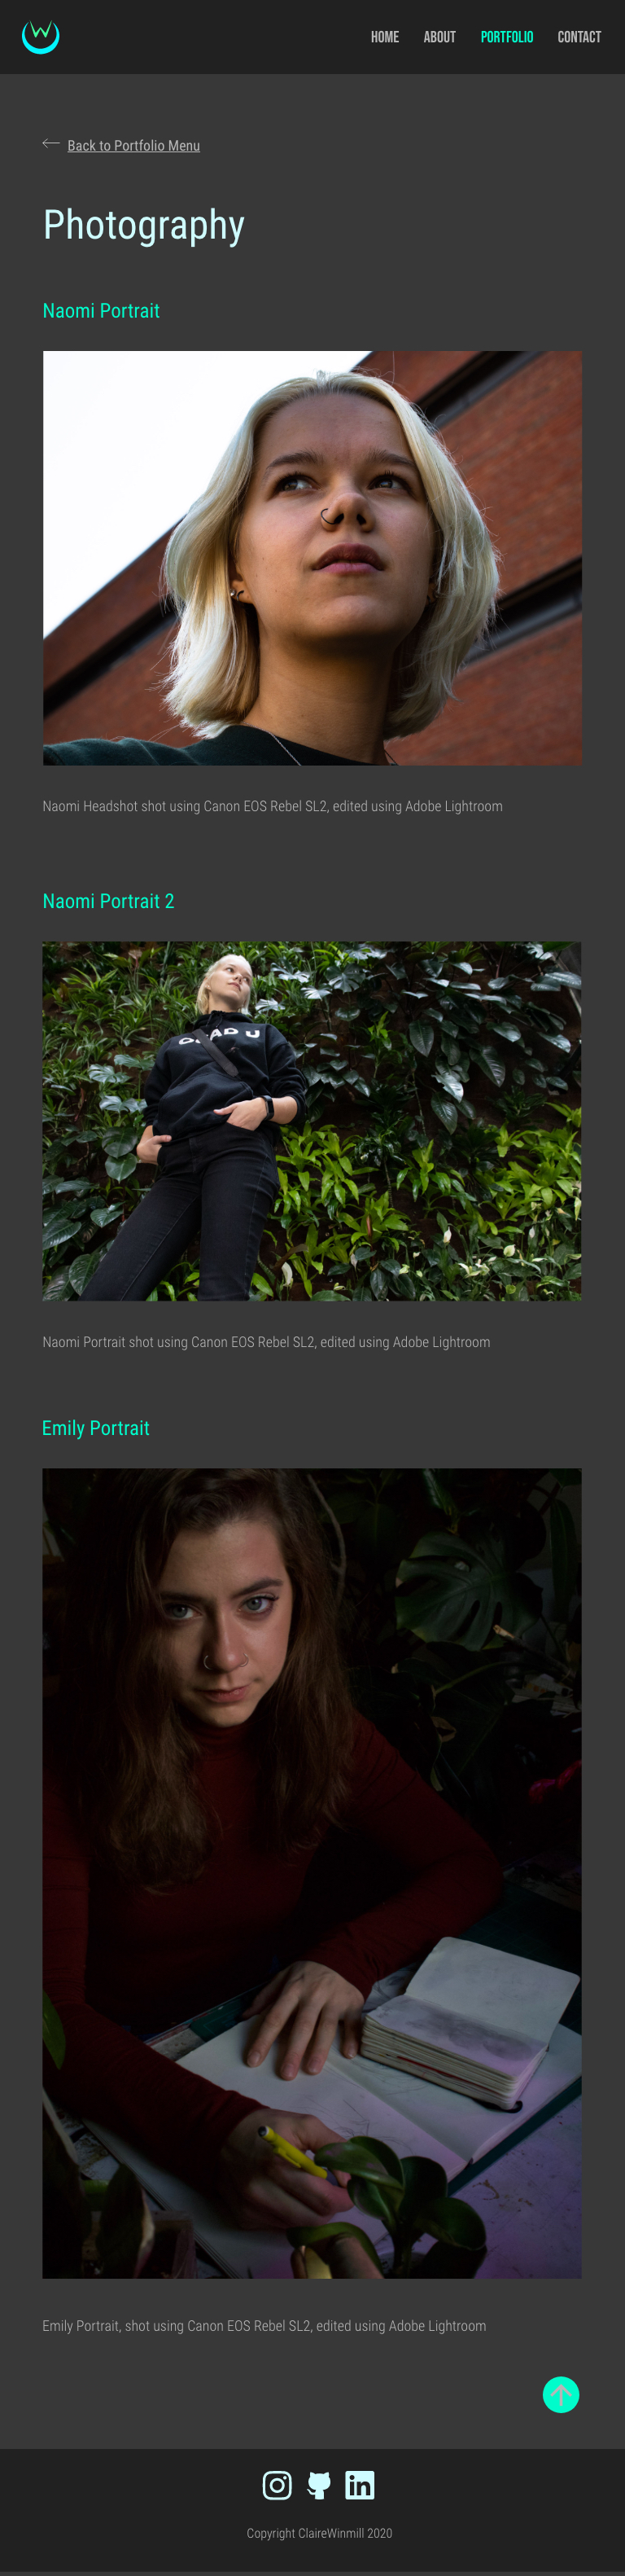 W
HOME ABOUT PORTFOLIO CONTACT
Back to Portfolio Menu
Photography
Naomi Portrait
Naomi Headshot shot using Canon EOS Rebel SL2, edited using Adobe Lightroom
Naomi Portrait 2
AD U
Naomi Portrait shot using Canon EOS Rebel SL2, edited using Adobe Lightroom
Emily Portrait
Emily Portrait, shot using Canon EOS Rebel SL2, edited using Adobe Lightroom
in
Copyright ClaireWinmill 2020